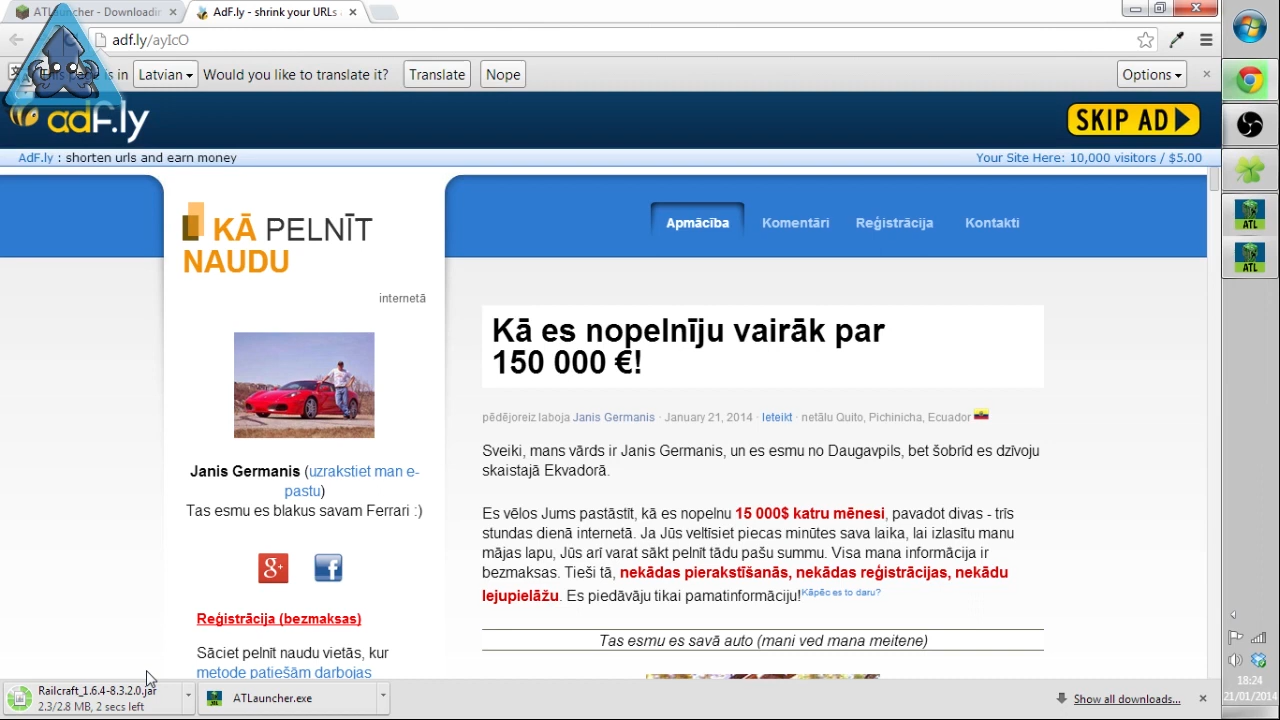 ATLauncher - Downloadin
AdF.ly - shrink your URLs
adf.ly/ayIcO
This page is in Latvian Would you like to translate it? Translate Nope Options
adF.ly
SKIP AD
AdF.ly : shorten urls and earn money
Your Site Here: 10,000 visitors / $5.00
KĀ PELNĪT
NAUDU
internetā
Apmācība Komentāri Reģistrācija Kontakti
Janis Germanis (uzrakstiet man e-
pastu)
Tas esmu es blakus savam Ferrari :)
Reģistrācija (bezmaksas)
Sāciet pelnīt naudu vietās, kur
metode patiešām darbojas
Kā es nopelnīju vairāk par
150 000 €!
pēdējoreiz laboja Janis Germanis · January 21, 2014 · Ieteikt · netālu Quito, Pichinicha, Ecuador
Sveiki, mans vārds ir Janis Germanis, un es esmu no Daugavpils, bet šobrīd es dzīvoju
skaistajā Ekvadorā.
Es vēlos Jums pastāstīt, kā es nopelnu 15 000$ katru mēnesi, pavadot divas - trīs
stundas dienā internetā. Ja Jūs veltīsiet piecas minūtes sava laika, lai izlasītu manu
mājas lapu, Jūs arī varat sākt pelnīt tādu pašu summu. Visa mana informācija ir
bezmaksas. Tieši tā, nekādas pierakstīšanās, nekādas reģistrācijas, nekādu
lejupielāžu. Es piedāvāju tikai pamatinformāciju!Kāpēc es to daru?
Tas esmu es savā auto (mani ved mana meitene)
Railcraft_1.6.4-8.3.2.0.jar
2.3/2.8 MB, 2 secs left
ATLauncher.exe
Show all downloads...
ATL
ATL
18:24
21/01/2014